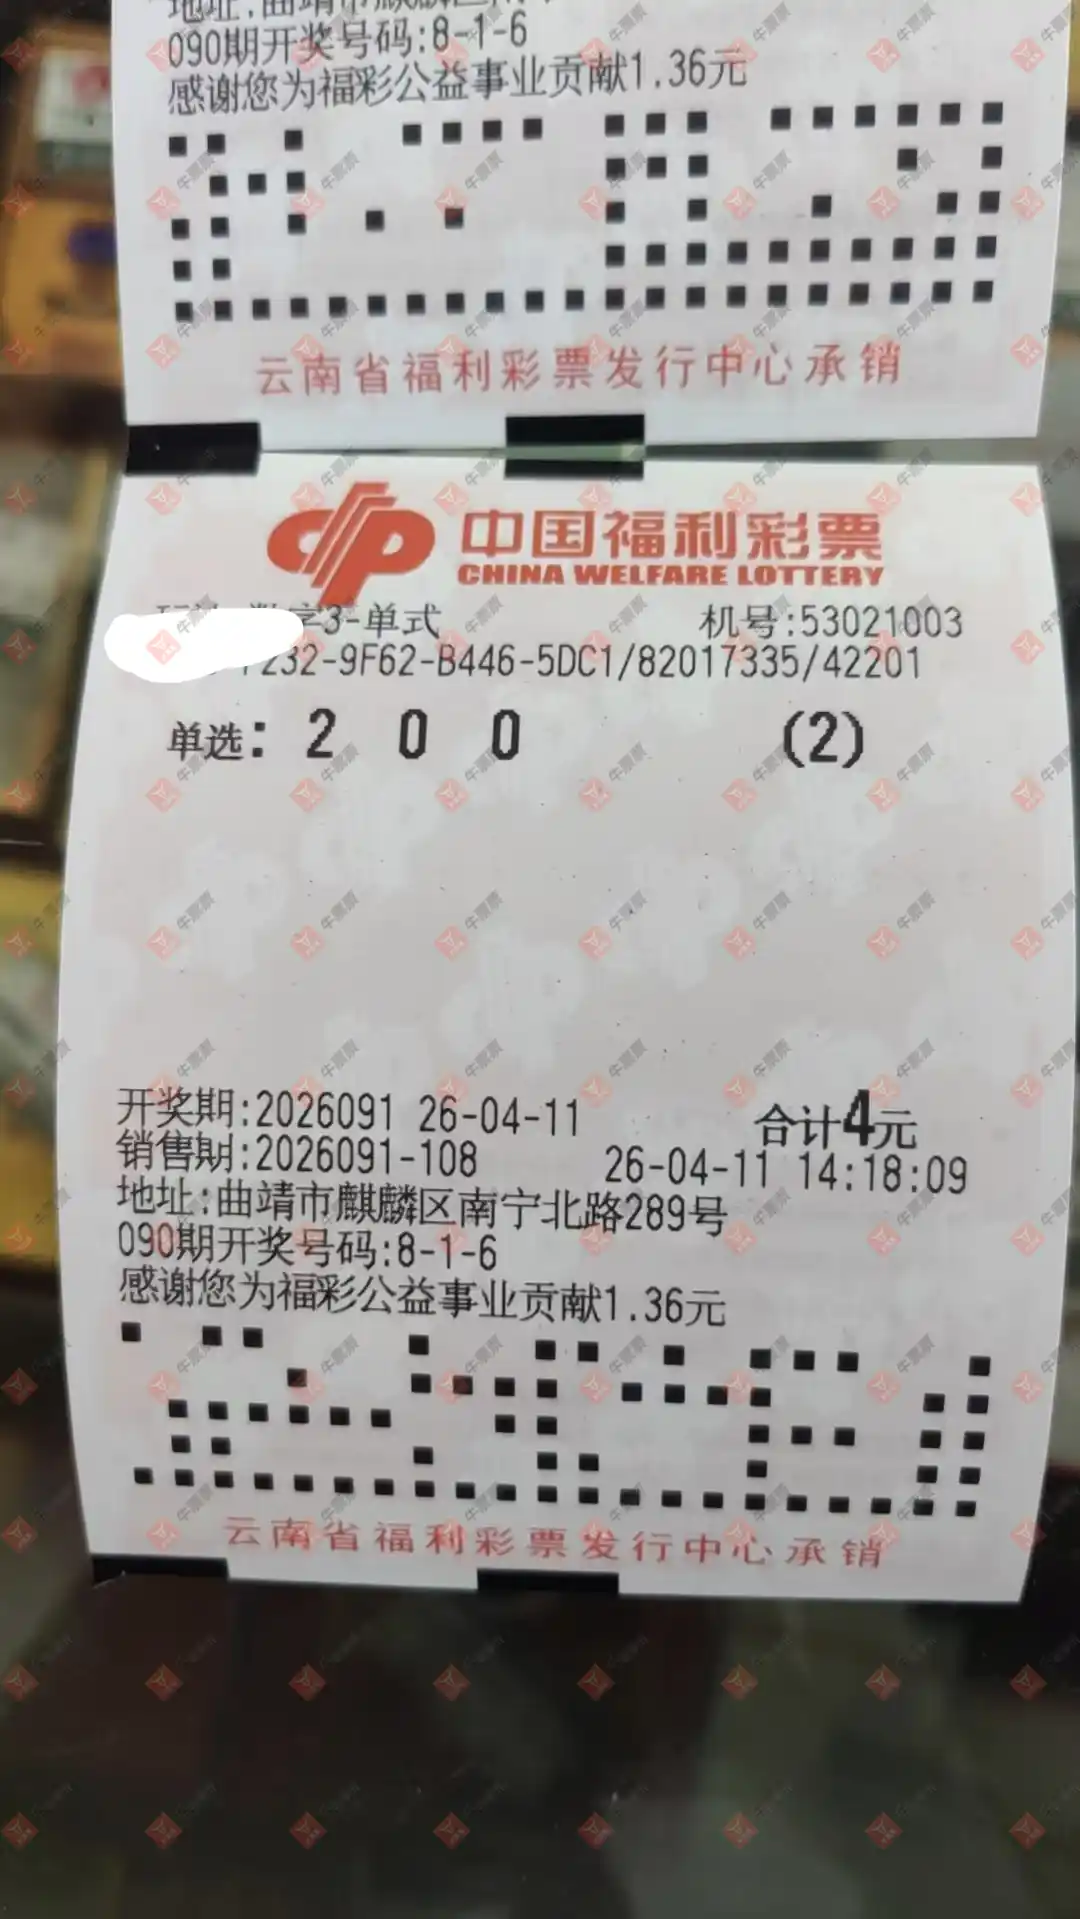 090期开奖号码:8-1-6
感谢您为福彩公益事业贡献1.36元
云南省福利彩票发行中心承销
中国福利彩票
CHINA WELFARE LOTTERY
字3-单式 机号:53021003
232-9F62-B446-5DC1/82017335/42201
单选: 2 0 0 (2)
开奖期:2026091 26-04-11 合计4元
销售期:2026091-108 26-04-11 14:18:09
地址:曲靖市麒麟区南宁北路289号
090期开奖号码:8-1-6
感谢您为福彩公益事业贡献1.36元
云南省福利彩票发行中心承销
牛票票